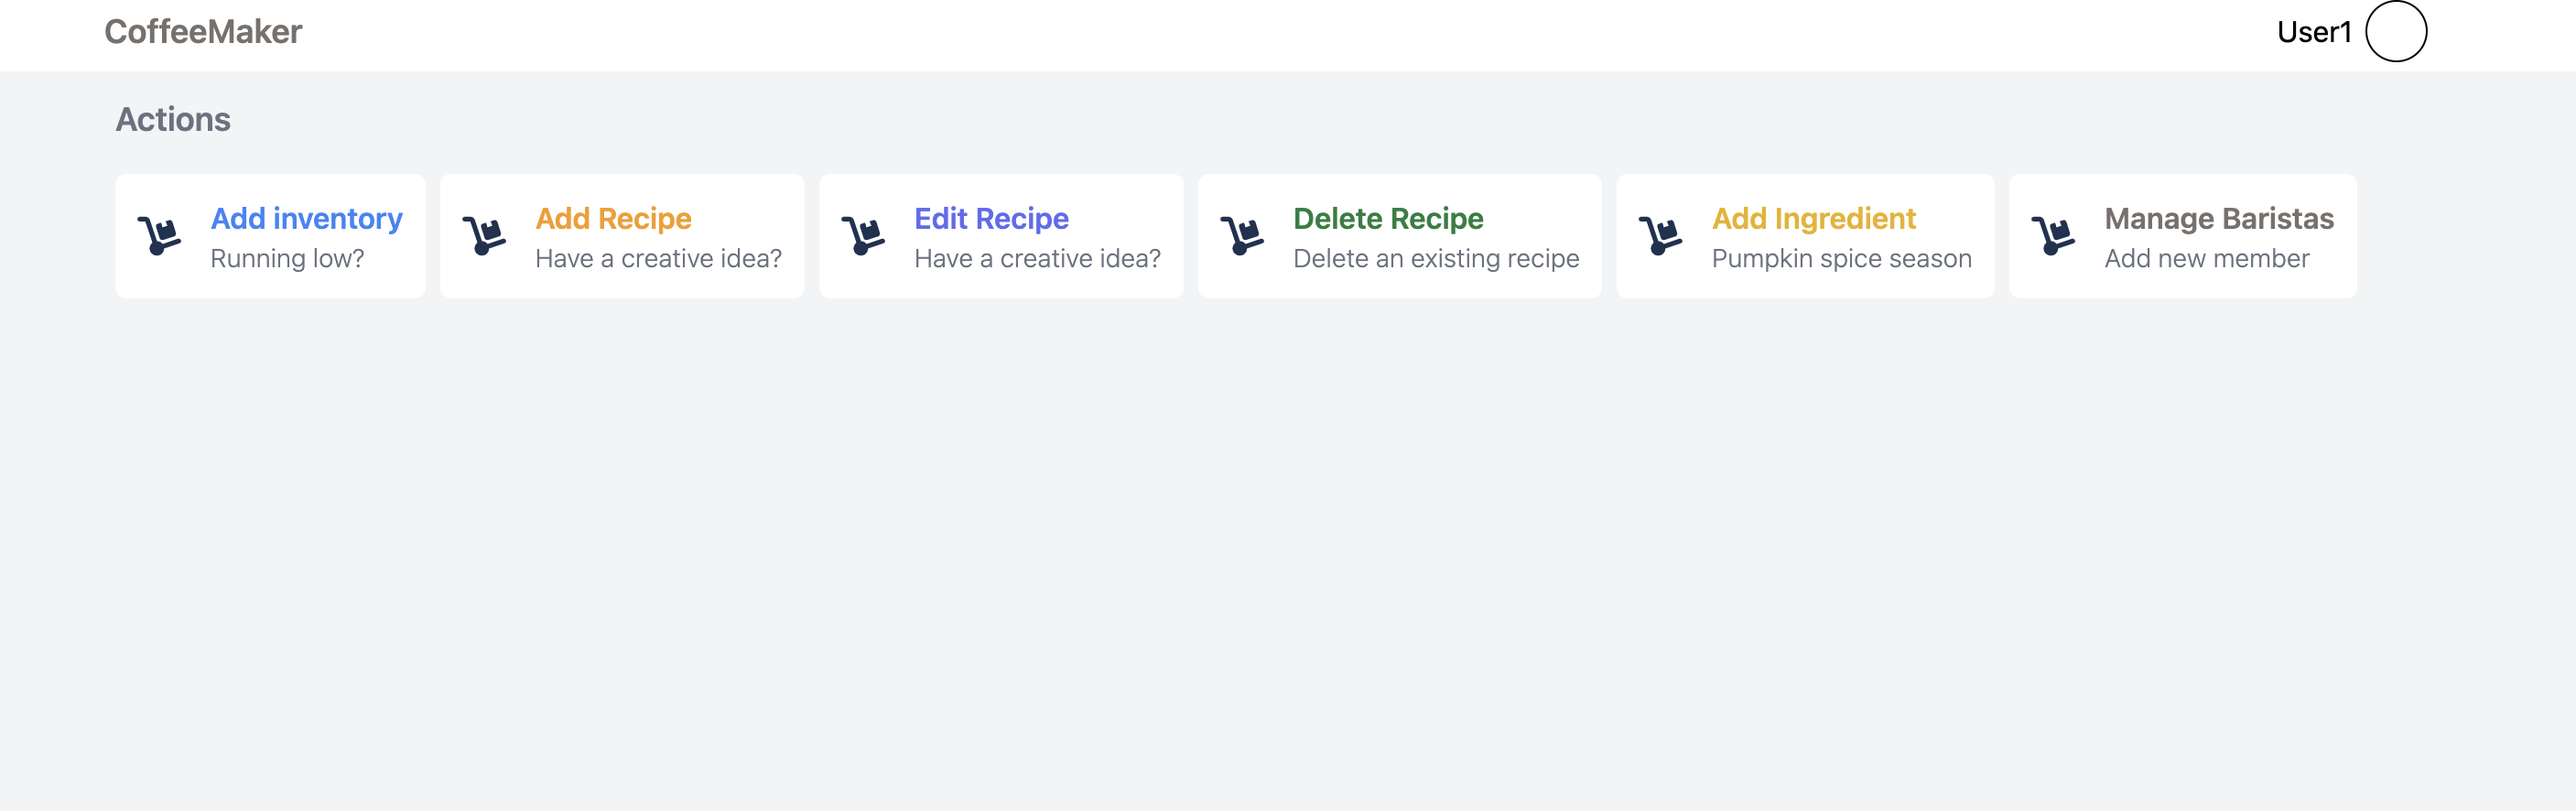 CoffeeMaker
User1
Actions
Add inventory
Running low?
Add Recipe
Have a creative idea?
Edit Recipe
Have a creative idea?
Delete Recipe
Delete an existing recipe
Add Ingredient
Pumpkin spice season
Manage Baristas
Add new member